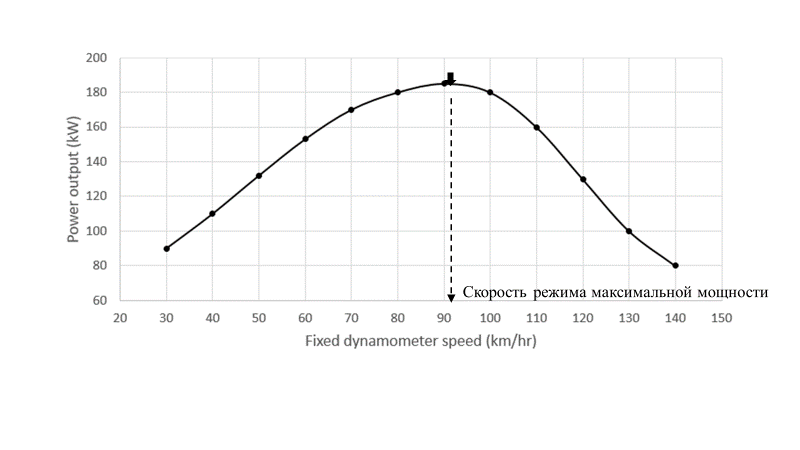 200
180
160
140
120
100
80
60
Power output (kW)
Скорость режима максимальной мощности
20 30 40 50 60 70 80 90 100 110 120 130 140 150
Fixed dynamometer speed (km/hr)